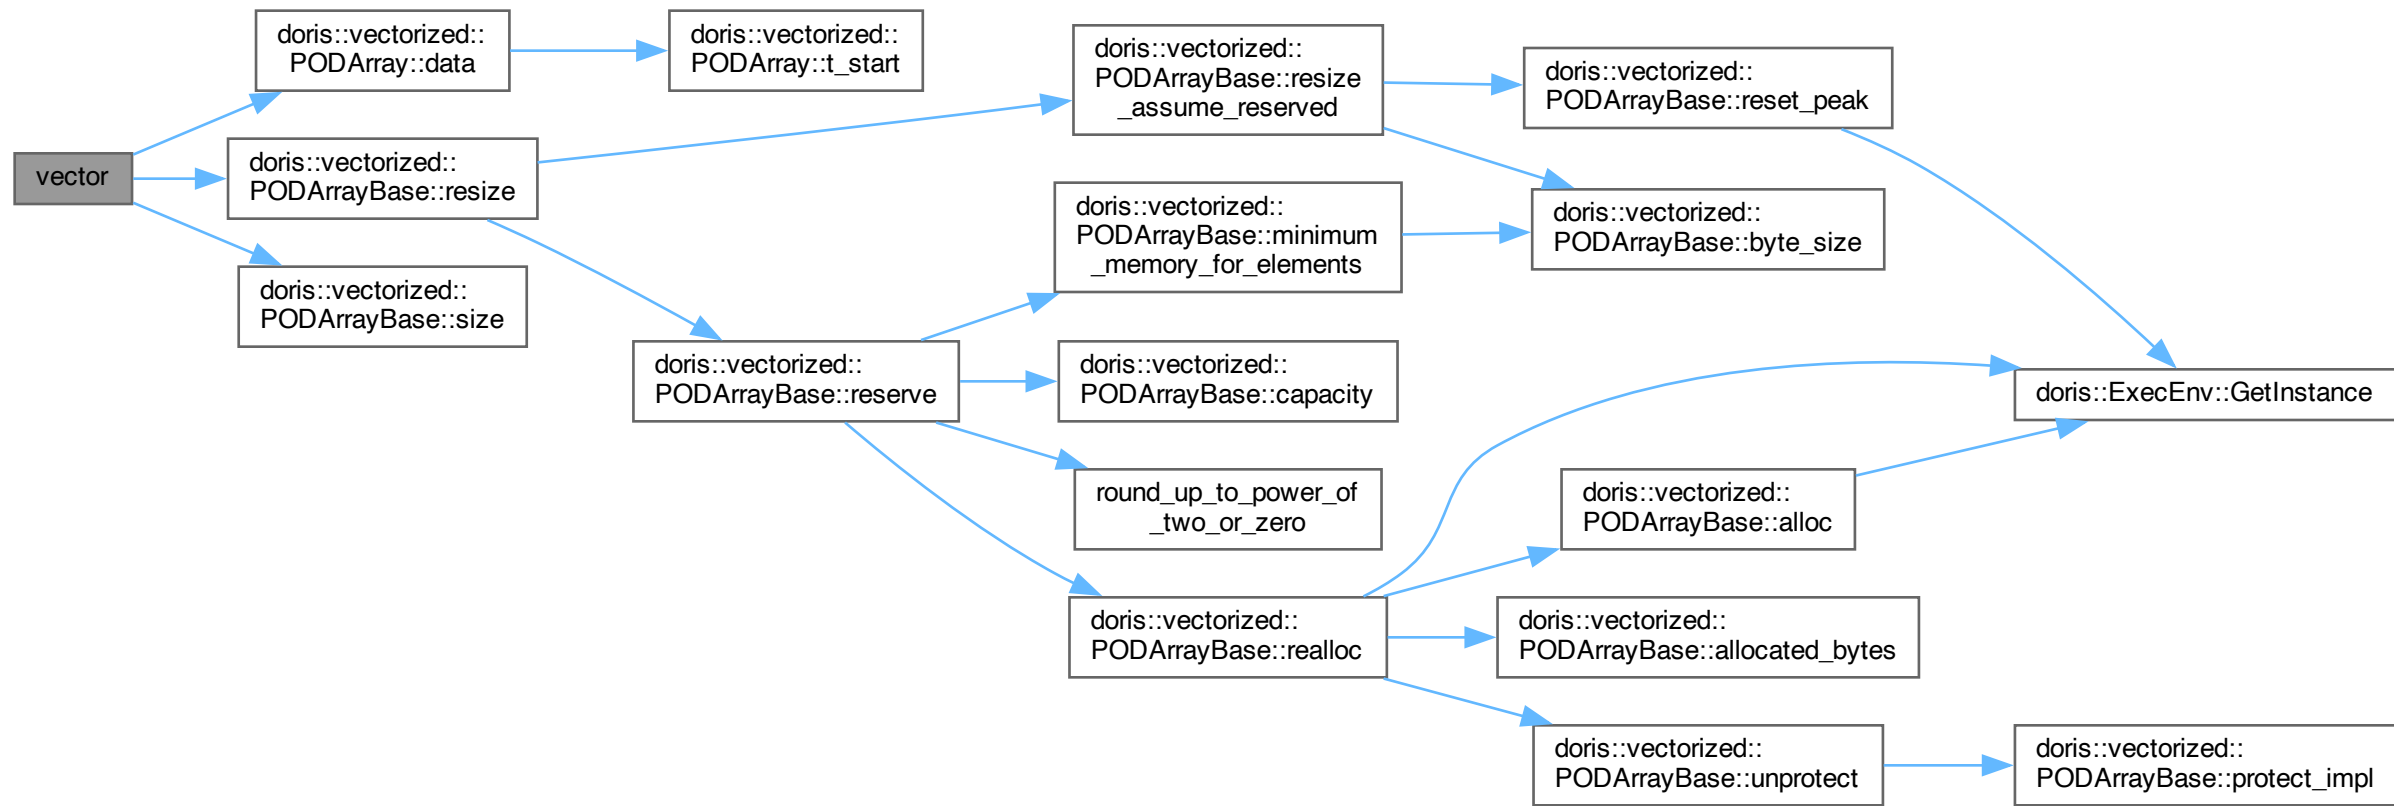 vector
doris::vectorized::
PODArray::data
doris::vectorized::
PODArrayBase::resize
doris::vectorized::
PODArrayBase::size
doris::vectorized::
PODArray::t_start
doris::vectorized::
PODArrayBase::reserve
doris::vectorized::
PODArrayBase::resize
_assume_reserved
doris::vectorized::
PODArrayBase::minimum
_memory_for_elements
doris::vectorized::
PODArrayBase::capacity
round_up_to_power_of
_two_or_zero
doris::vectorized::
PODArrayBase::realloc
doris::vectorized::
PODArrayBase::reset_peak
doris::vectorized::
PODArrayBase::byte_size
doris::vectorized::
PODArrayBase::alloc
doris::vectorized::
PODArrayBase::allocated_bytes
doris::vectorized::
PODArrayBase::unprotect
doris::ExecEnv::GetInstance
doris::vectorized::
PODArrayBase::protect_impl